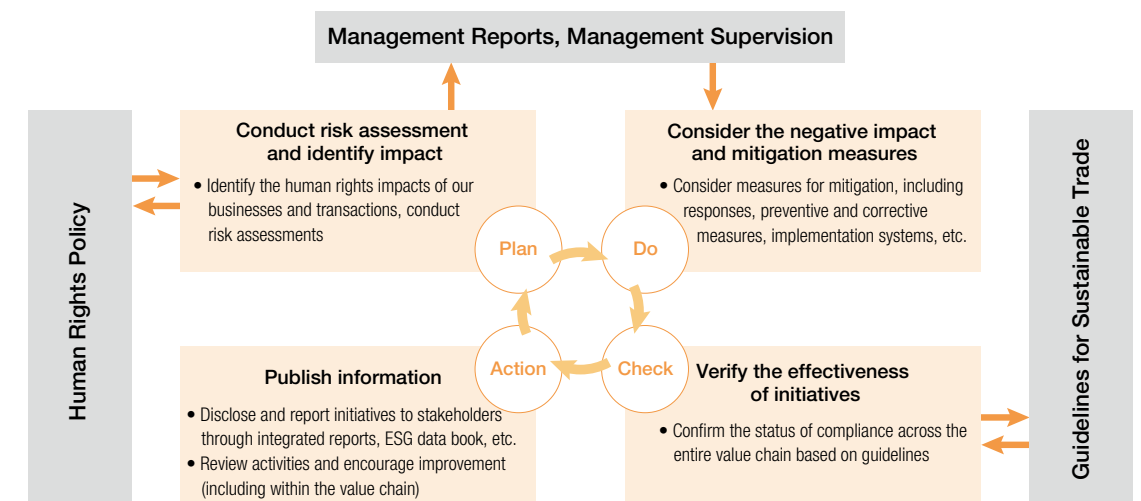 Management Reports, Management Supervision
Human Rights Policy
Conduct risk assessment
and identify impact
• Identify the human rights impacts of our
businesses and transactions, conduct
risk assessments
Consider the negative impact
and mitigation measures
• Consider measures for mitigation, including
responses, preventive and corrective
measures, implementation systems, etc.
Plan
Do
Action
Check
Publish information
• Disclose and report initiatives to stakeholders
through integrated reports, ESG data book, etc.
• Review activities and encourage improvement
(including within the value chain)
Verify the effectiveness
of initiatives
• Confirm the status of compliance across the
entire value chain based on guidelines
Guidelines for Sustainable Trade